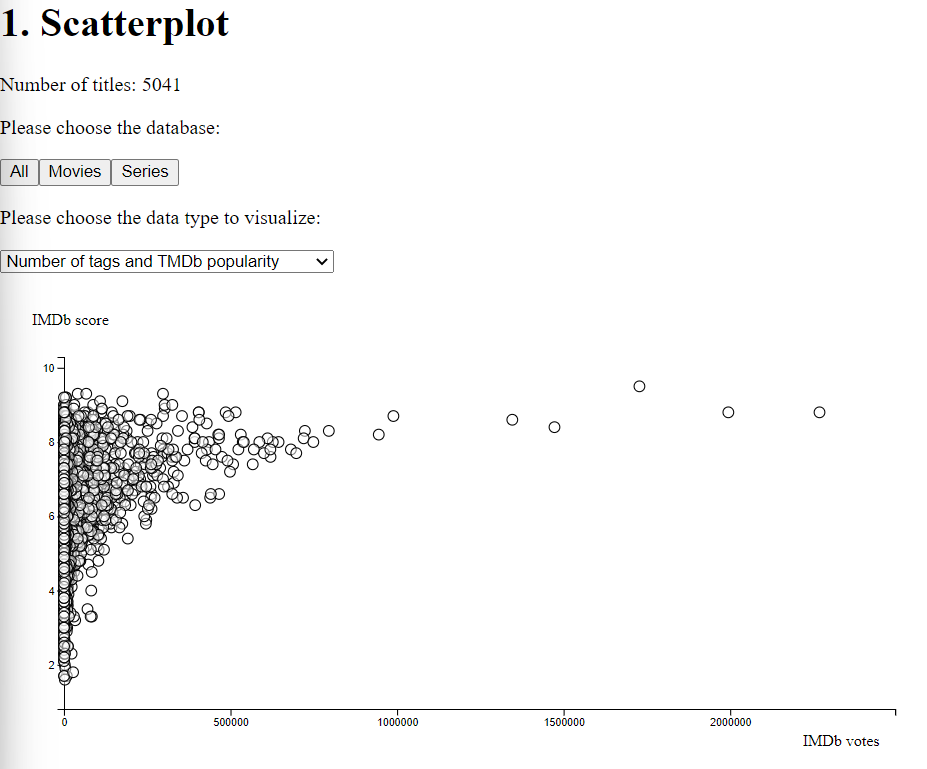 1. Scatterplot
Number of titles: 5041
Please choose the database:
All Movies Series
Please choose the data type to visualize:
Number of tags and TMDb popularity
IMDb score
10
8
6
4
2
0 500000 1000000 1500000 2000000
IMDb votes